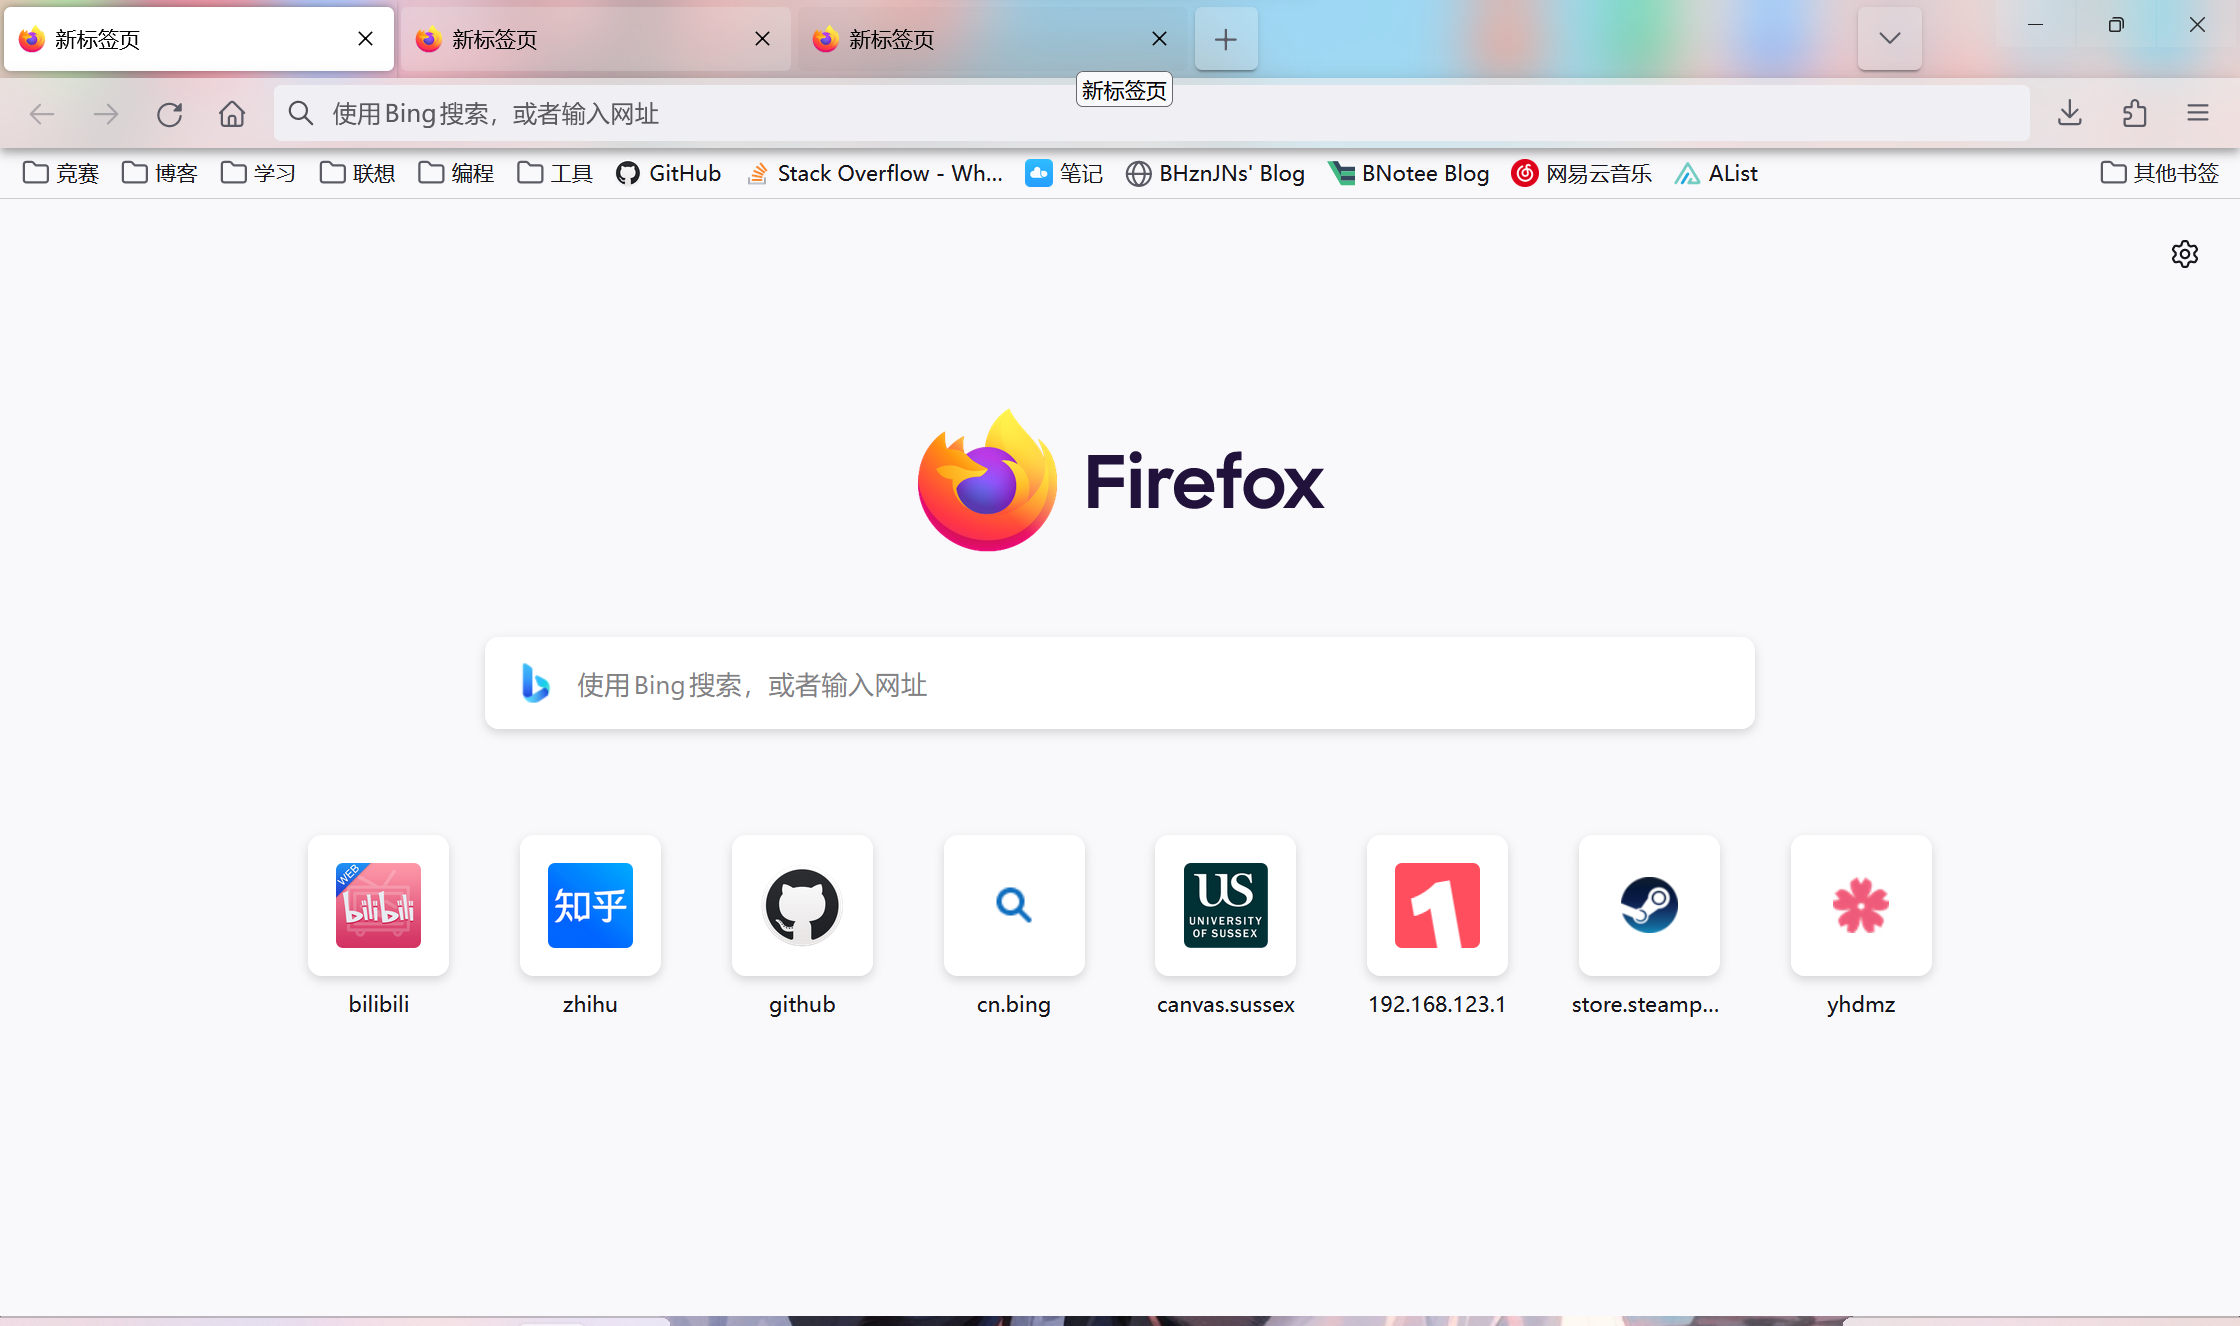 新标签页 新标签页 新标签页
新标签页
使用Bing搜索，或者输入网址
竞赛 博客 学习 联想 编程 工具 GitHub Stack Overflow - Wh... 笔记 BHznJNs' Blog BNotee Blog 网易云音乐 AList 其他书签
Firefox
使用Bing搜索，或者输入网址
WEB
bilibili
知乎
US
UNIVERSITY
OF SUSSEX
1
bilibili zhihu github cn.bing canvas.sussex 192.168.123.1 store.steamp... yhdmz